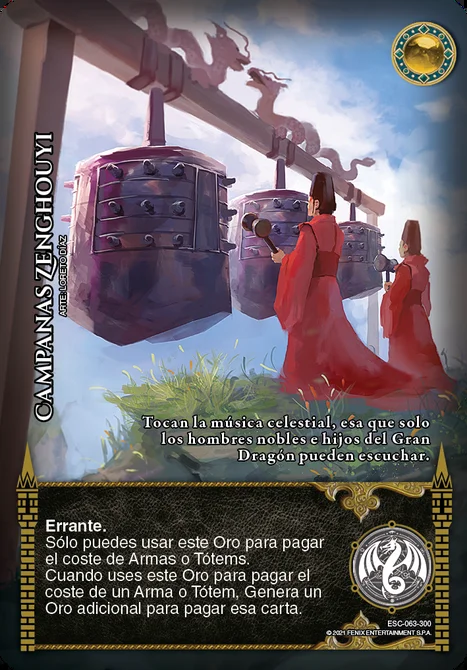 CAMPANAS ZENGHOUYI
ARTE: LORETO DÍAZ
Tocan la música celestial, esa que solo
los hombres nobles e hijos del Gran
Dragón pueden escuchar.
Errante.
Sólo puedes usar este Oro para pagar
el coste de Armas o Tótems.
Cuando uses este Oro para pagar el
coste de un Arma o Tótem, Genera un
Oro adicional para pagar esa carta.
ESC-063-300
© 2021 FENIX ENTERTAINMENT S.P.A.